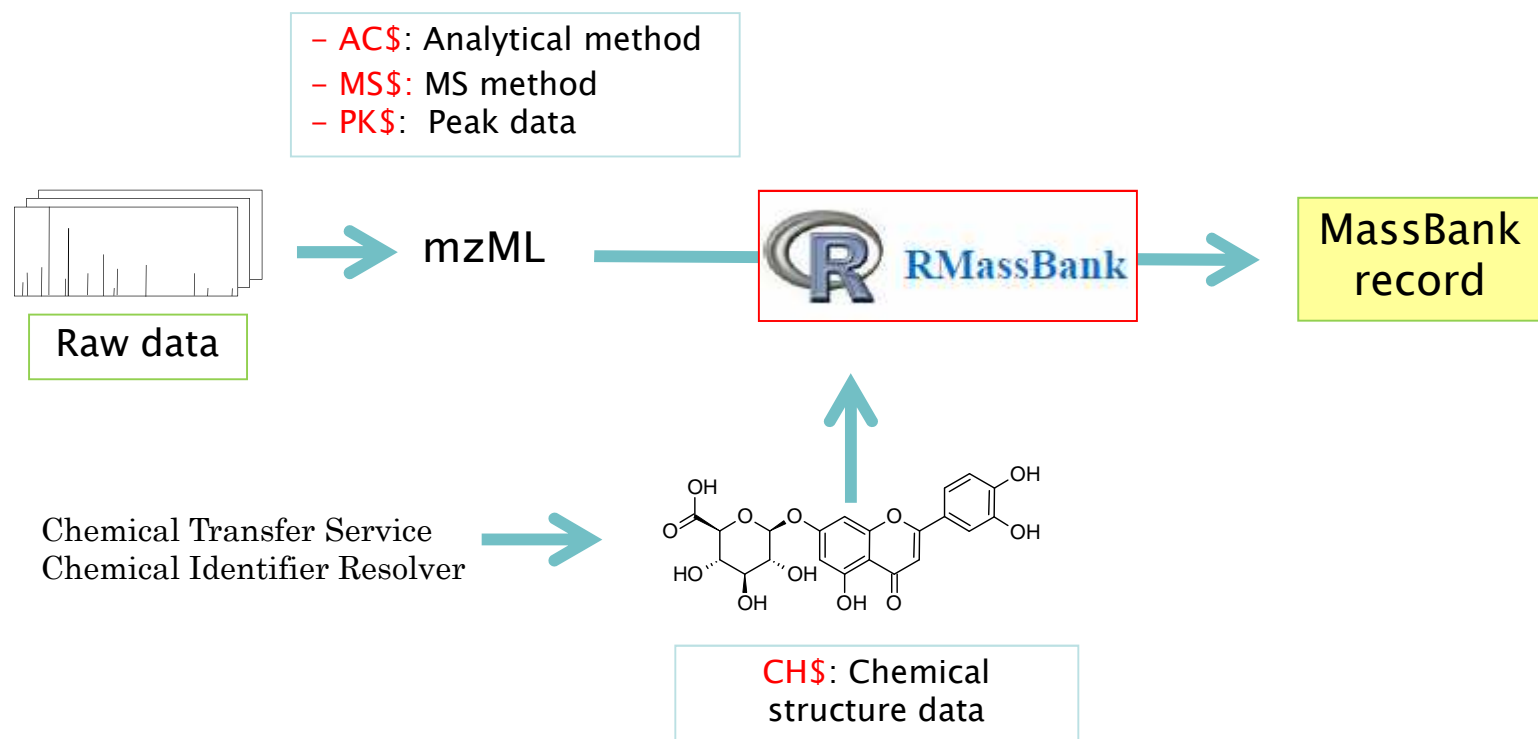 – AC$: Analytical method
– MS$: MS method
– PK$: Peak data
mzML
R RMassBank
MassBank
record
Raw data
Chemical Transfer Service
Chemical Identifier Resolver
OH
O
O
O
HO
OH
OH
O
OH
O
OH
OH
HO
CH$: Chemical
structure data